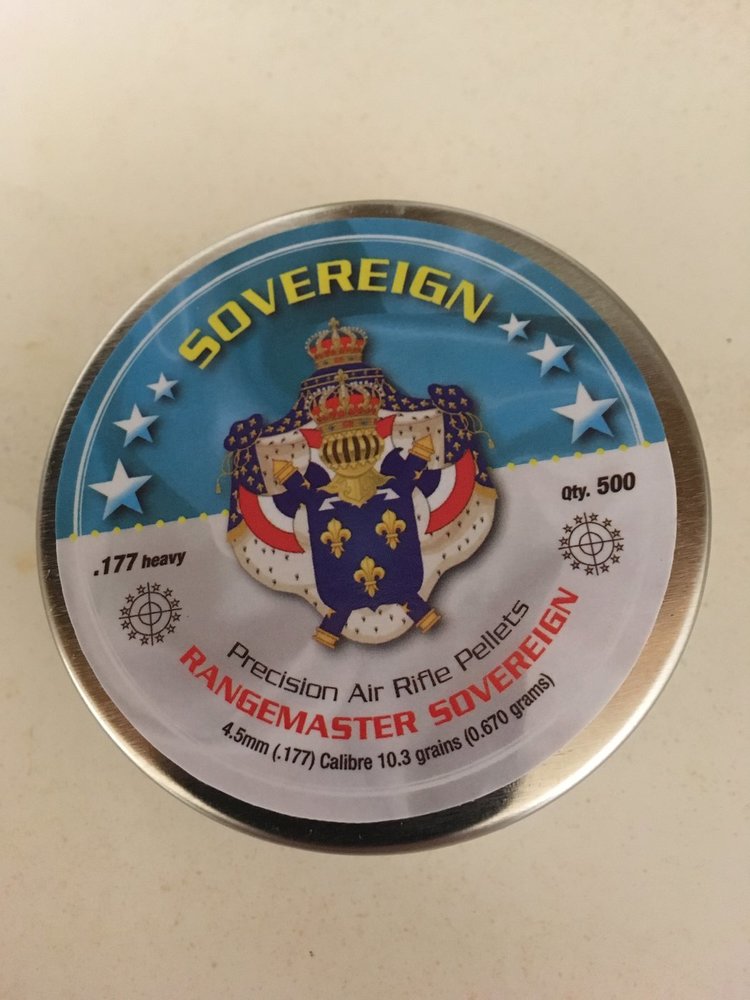 SOVEREIGN
Qty. 500
.177 heavy
Precision Air Rifle Pellets
RANGEMASTER SOVEREIGN
4.5mm (.177) Calibre 10.3 grains (0.670 grams)